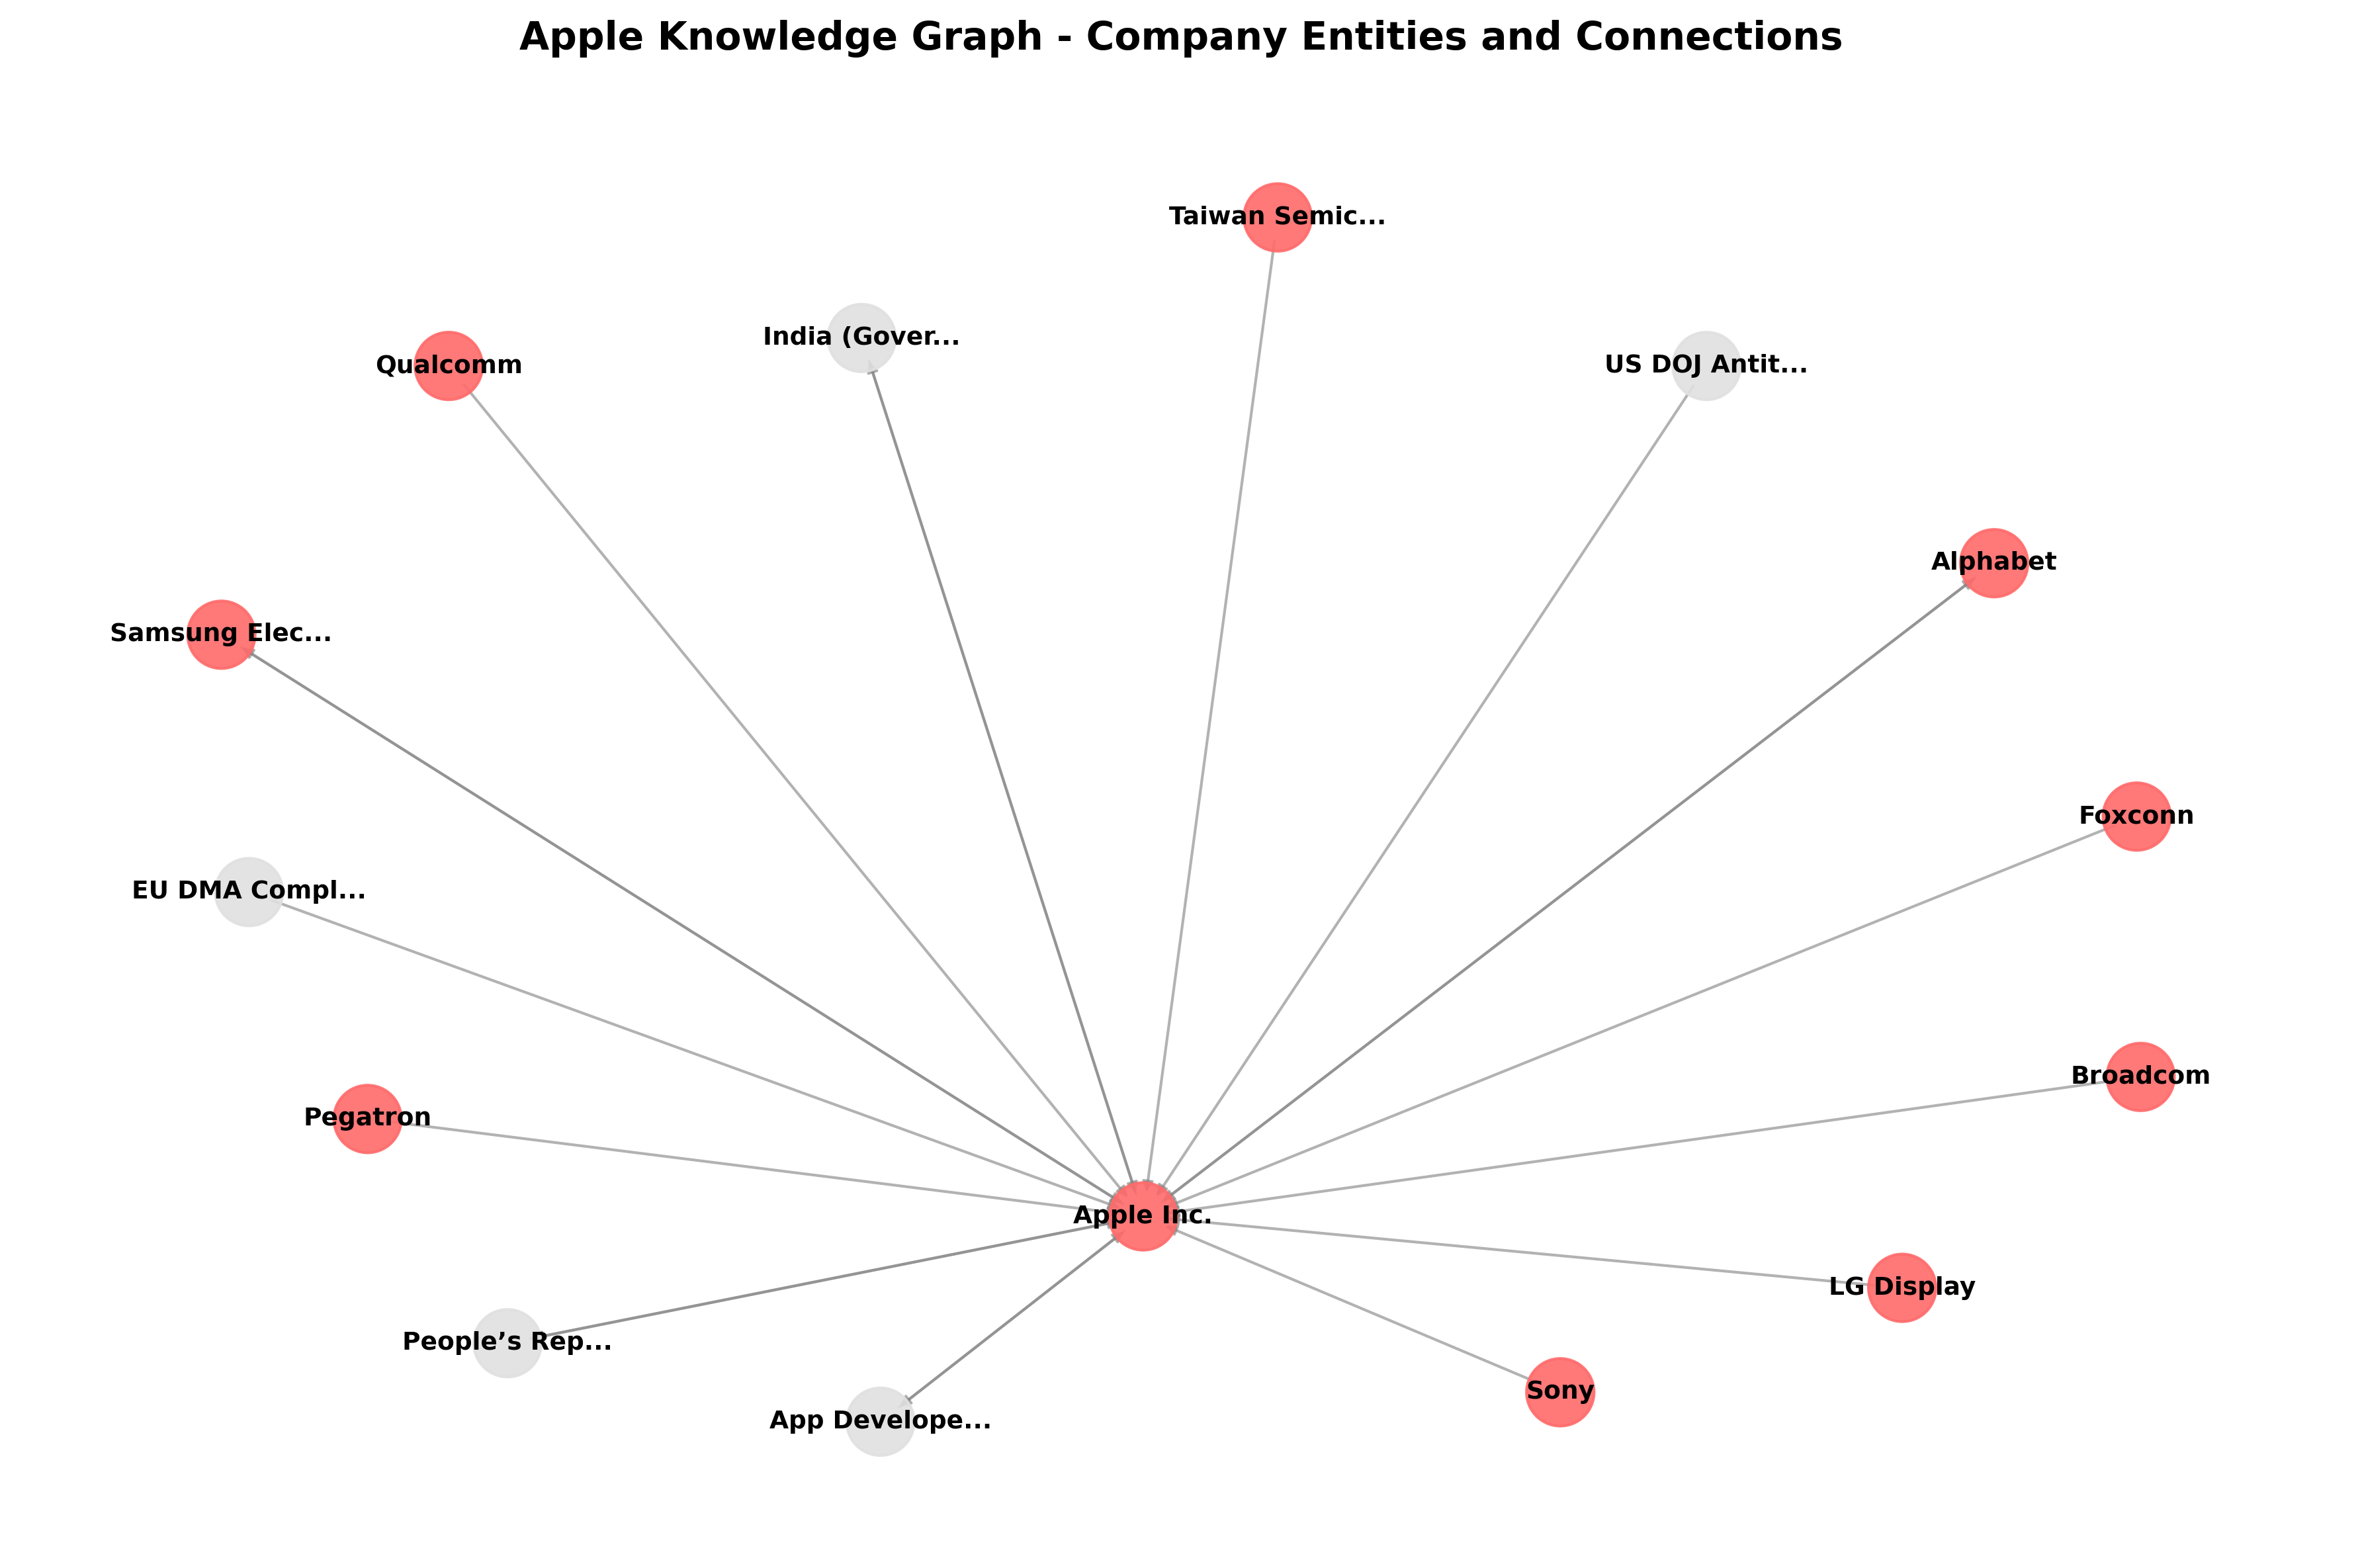 Apple Knowledge Graph - Company Entities and Connections
Taiwan Semic...
India (Gover...
Qualcomm
US DOJ Antit...
Alphabet
Samsung Elec...
Foxconn
EU DMA Compl...
Broadcom
Pegatron
Apple Inc.
LG Display
People’s Rep...
Sony
App Develope...